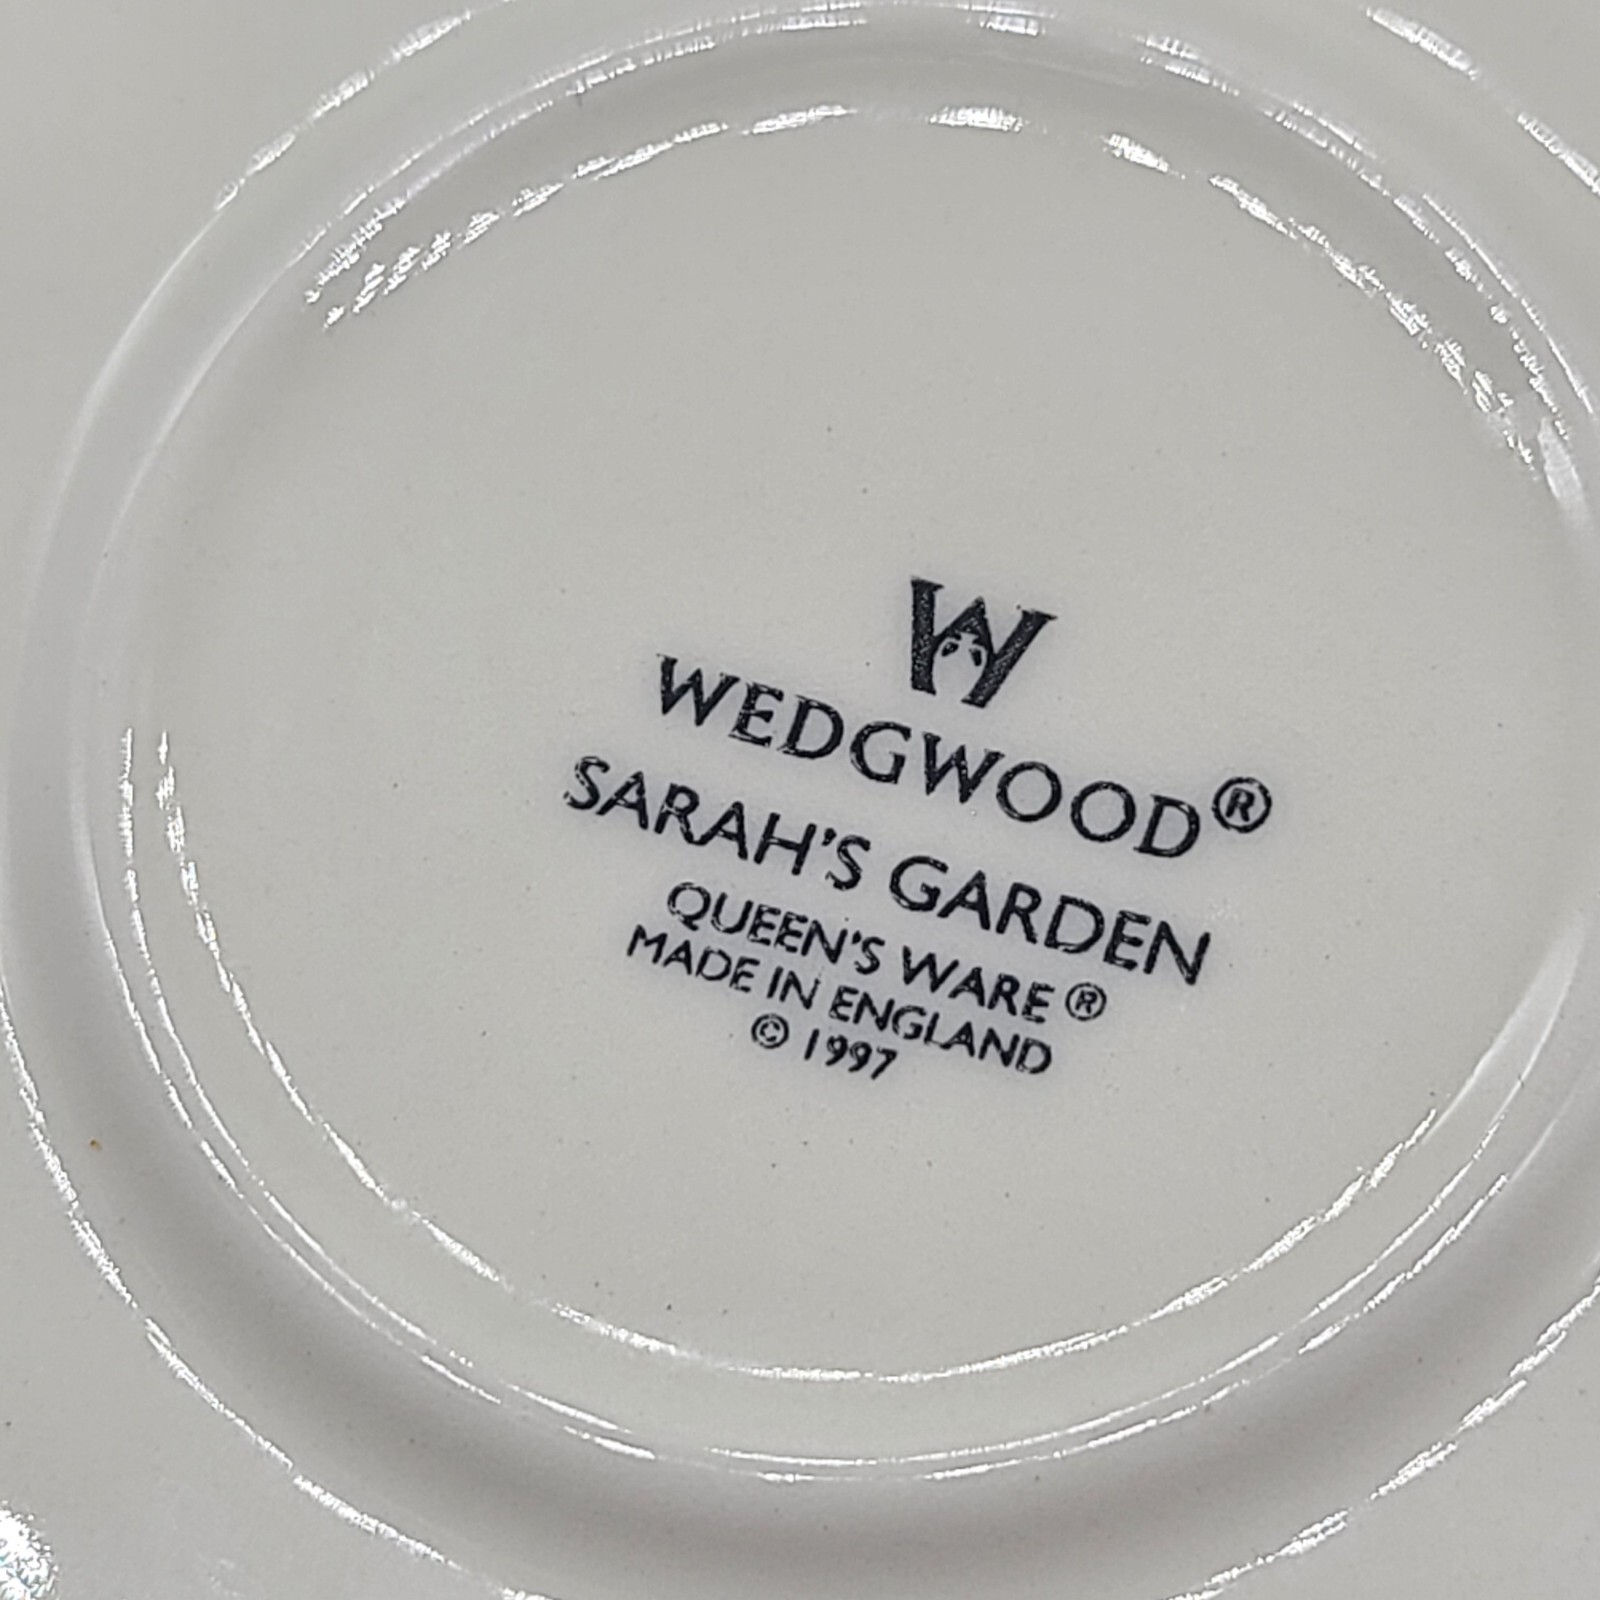 W
WEDGWOOD®
SARAH'S GARDEN
QUEEN'S WARE®
MADE IN ENGLAND
© 1997